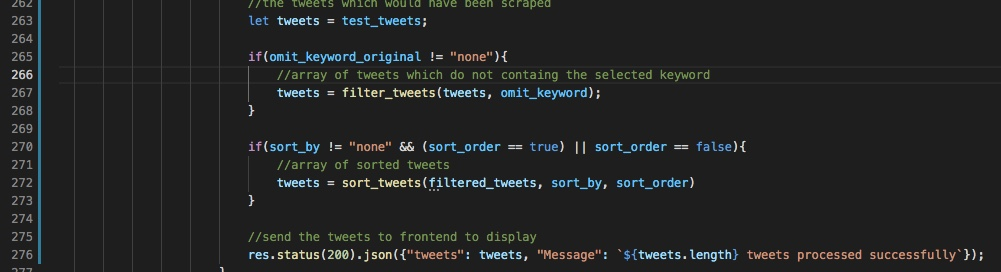 262 //the tweets which would have been scraped
263 let tweets = test_tweets;
264
265 if(omit_keyword_original != "none"){
266 //array of tweets which do not containg the selected keyword
267 tweets = filter_tweets(tweets, omit_keyword);
268 }
269
270 if(sort_by != "none" && (sort_order == true) || sort_order == false){
271 //array of sorted tweets
272 tweets = sort_tweets(filtered_tweets, sort_by, sort_order)
273 }
274
275 //send the tweets to frontend to display
276 res.status(200).json({"tweets": tweets, "Message": `${tweets.length} tweets processed successfully`});
277 }